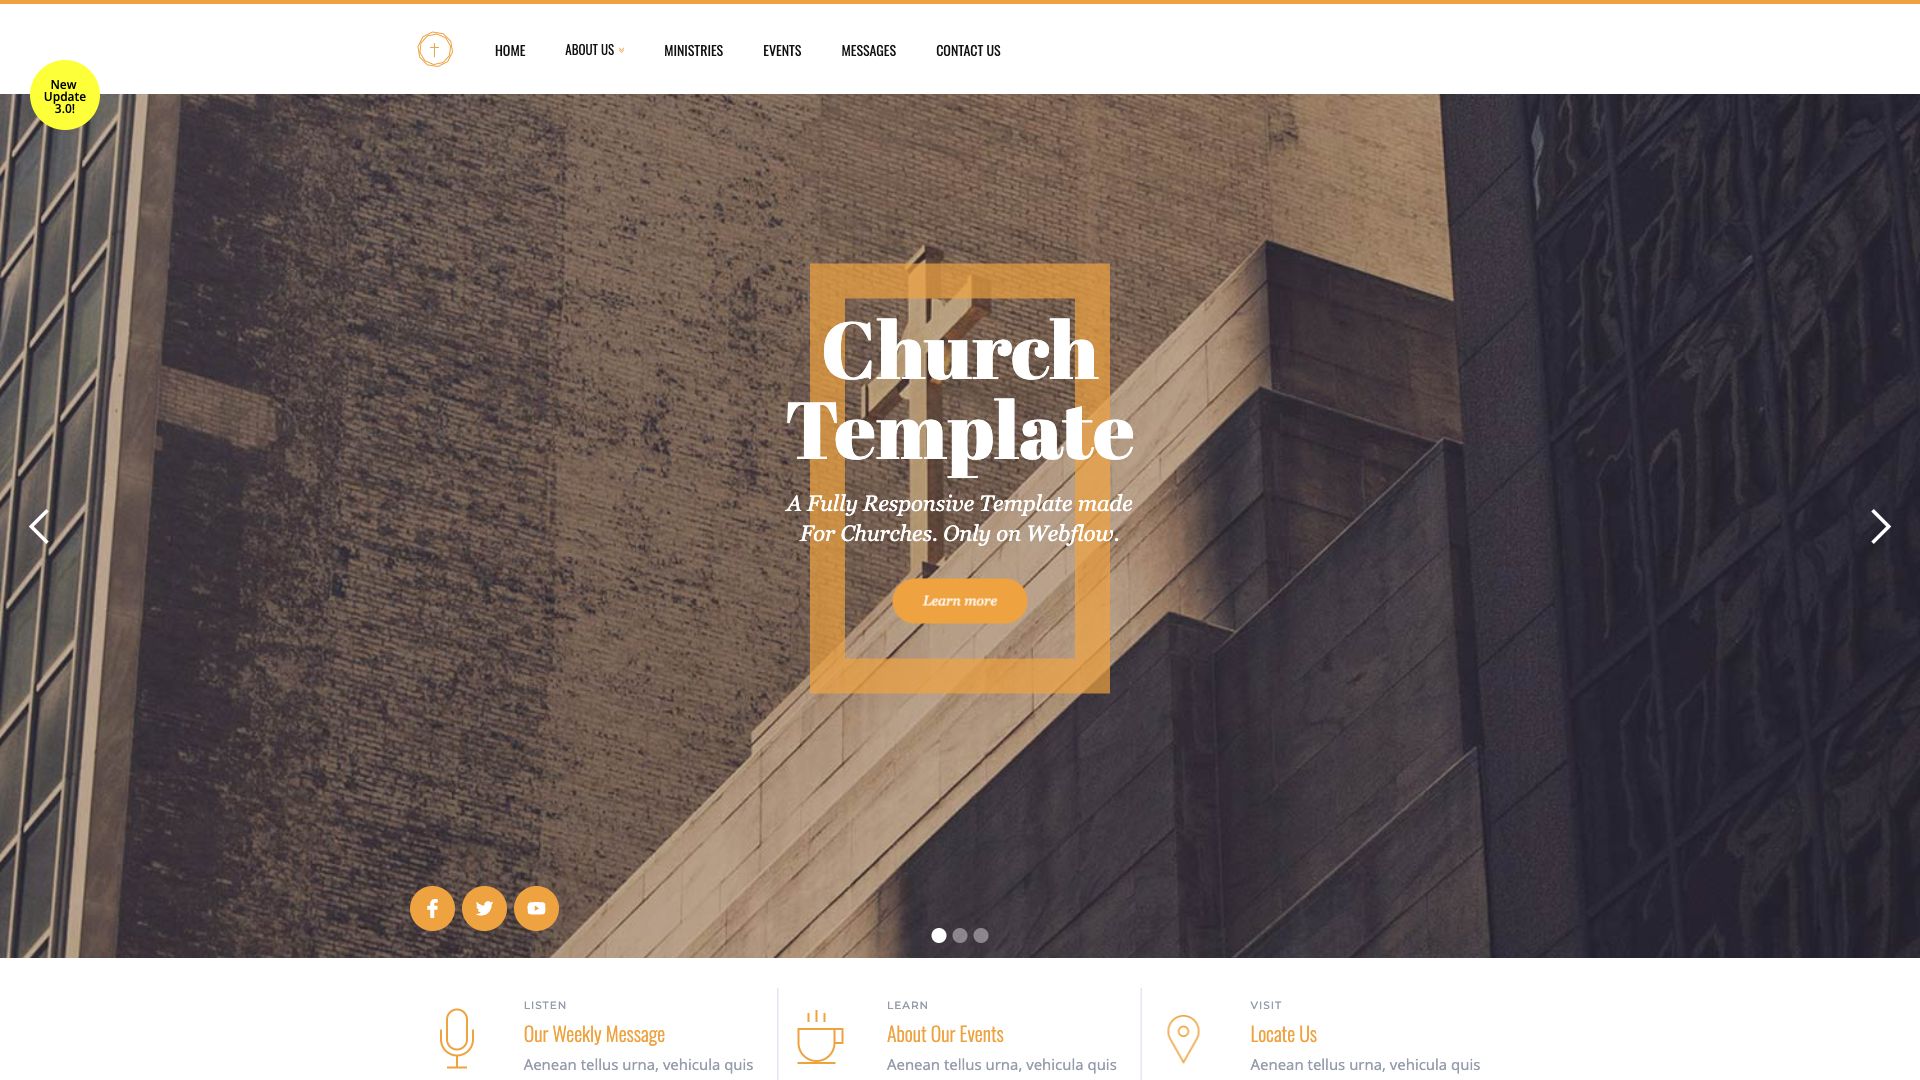 HOME
ABOUT US
MINISTRIES
EVENTS
MESSAGES
CONTACT US
New
Update
3.0!
Church
Template
A Fully Responsive Template made
For Churches. Only on Webflow.
Learn more
LISTEN
Our Weekly Message
Aenean tellus urna, vehicula quis
LEARN
About Our Events
Aenean tellus urna, vehicula quis
VISIT
Locate Us
Aenean tellus urna, vehicula quis